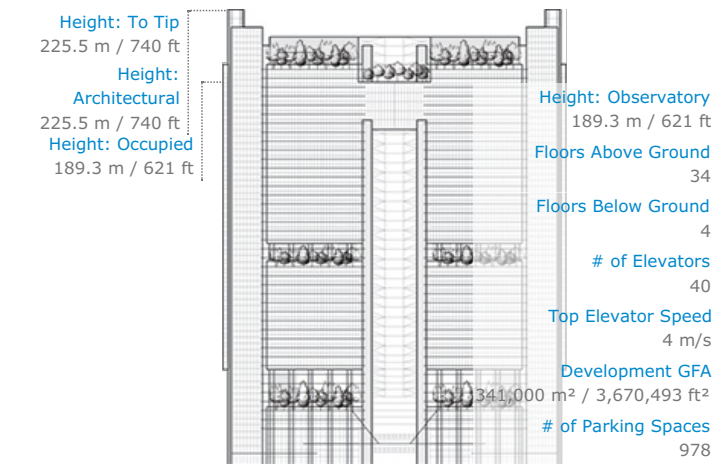 Height: To Tip
225.5 m / 740 ft
Height:
Architectural
225.5 m / 740 ft
Height: Occupied
189.3 m / 621 ft
Height: Observatory
189.3 m / 621 ft
Floors Above Ground
34
Floors Below Ground
4
# of Elevators
40
Top Elevator Speed
4 m/s
Development GFA
341,000 m² / 3,670,493 ft²
# of Parking Spaces
978